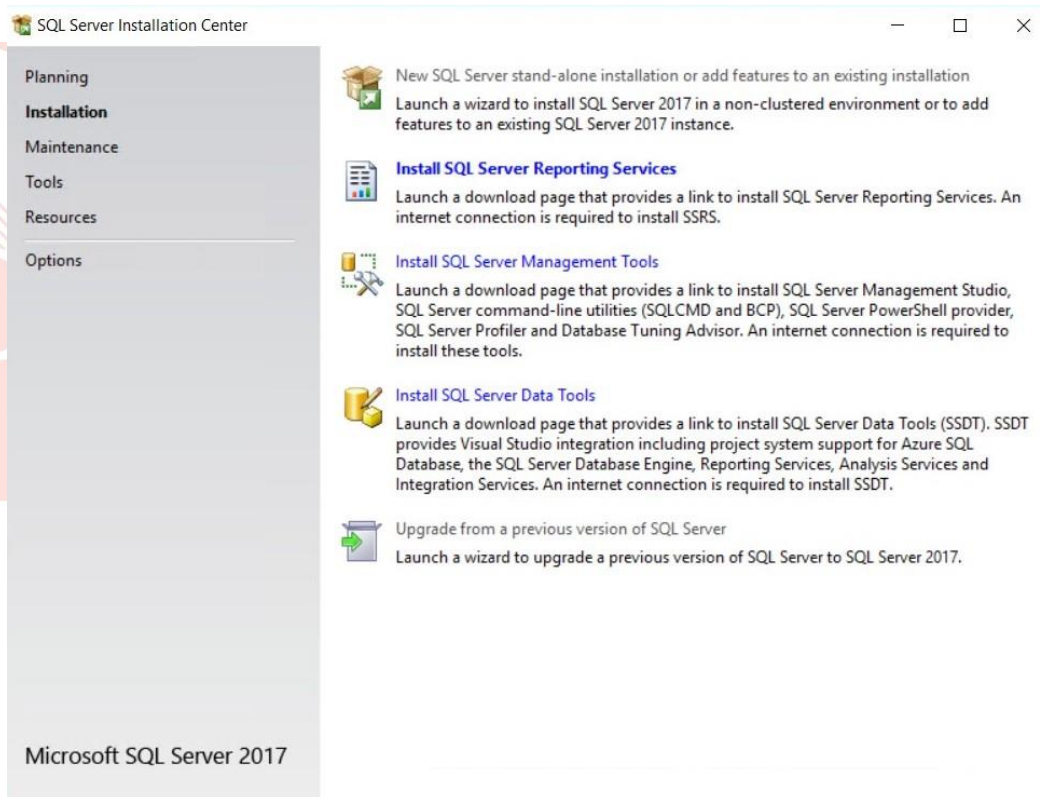 SQL Server Installation Center
Planning
Installation
Maintenance
Tools
Resources
Options
New SQL Server stand-alone installation or add features to an existing installation
Launch a wizard to install SQL Server 2017 in a non-clustered environment or to add
features to an existing SQL Server 2017 instance.
Install SQL Server Reporting Services
Launch a download page that provides a link to install SQL Server Reporting Services. An
internet connection is required to install SSRS.
Install SQL Server Management Tools
Launch a download page that provides a link to install SQL Server Management Studio,
SQL Server command-line utilities (SQLCMD and BCP), SQL Server PowerShell provider,
SQL Server Profiler and Database Tuning Advisor. An internet connection is required to
install these tools.
Install SQL Server Data Tools
Launch a download page that provides a link to install SQL Server Data Tools (SSDT). SSDT
provides Visual Studio integration including project system support for Azure SQL
Database, the SQL Server Database Engine, Reporting Services, Analysis Services and
Integration Services. An internet connection is required to install SSDT.
Upgrade from a previous version of SQL Server
Launch a wizard to upgrade a previous version of SQL Server to SQL Server 2017.
Microsoft SQL Server 2017